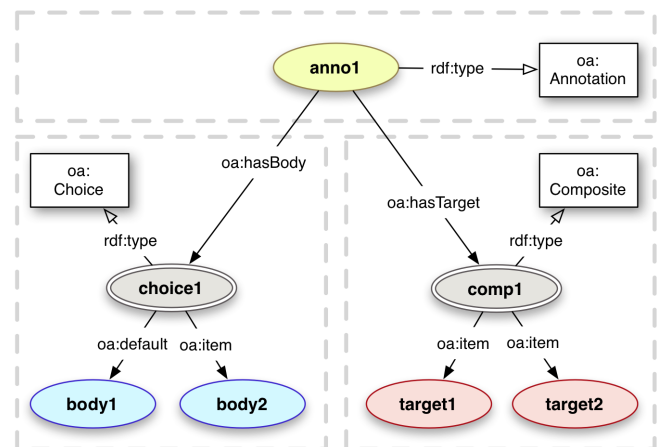 anno1
rdf:type
oa:
Annotation
oa:hasBody
oa:
Choice
rdf:type
choice1
oa:default
oa:item
body1
body2
oa:hasTarget
oa:
Composite
rdf:type
comp1
oa:item
oa:item
target1
target2